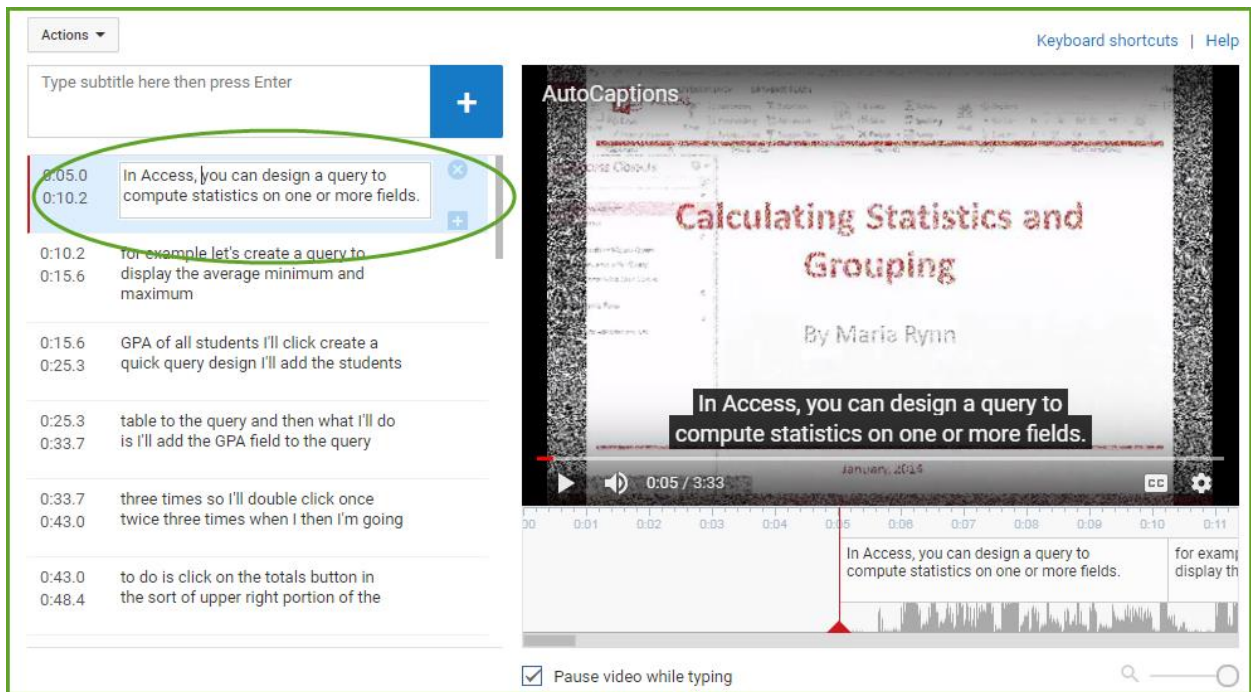 Actions
Keyboard shortcuts | Help
Type subtitle here then press Enter
+
0:05.0
0:10.2
In Access, you can design a query to
compute statistics on one or more fields.
0:10.2
0:15.6
for example let's create a query to
display the average minimum and
maximum
0:15.6
0:25.3
GPA of all students I'll click create a
quick query design I'll add the students
0:25.3
0:33.7
table to the query and then what I'll do
is I'll add the GPA field to the query
0:33.7
0:43.0
three times so I'll double click once
twice three times when I then I'm going
0:43.0
0:48.4
to do is click on the totals button in
the sort of upper right portion of the
AutoCaptions
Calculating Statistics and
Grouping
By Maria Rynn
In Access, you can design a query to
compute statistics on one or more fields.
January, 2014
0:05 / 3:33
CC
00 0:01 0:02 0:03 0:04 0:05 0:06 0:07 0:08 0:09 0:10 0:11
In Access, you can design a query to
compute statistics on one or more fields.
for examp
display th
Pause video while typing